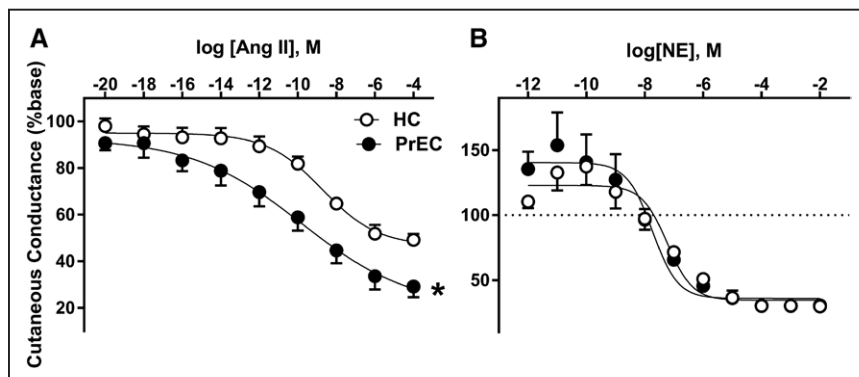 A
log [Ang II], M
-20 -18 -16 -14 -12 -10 -8 -6 -4
Cutaneous Conductance (%base)
100
80
60
40
20
HC
PrEC
*
B
log[NE], M
-12 -10 -8 -6 -4 -2
150
100
50